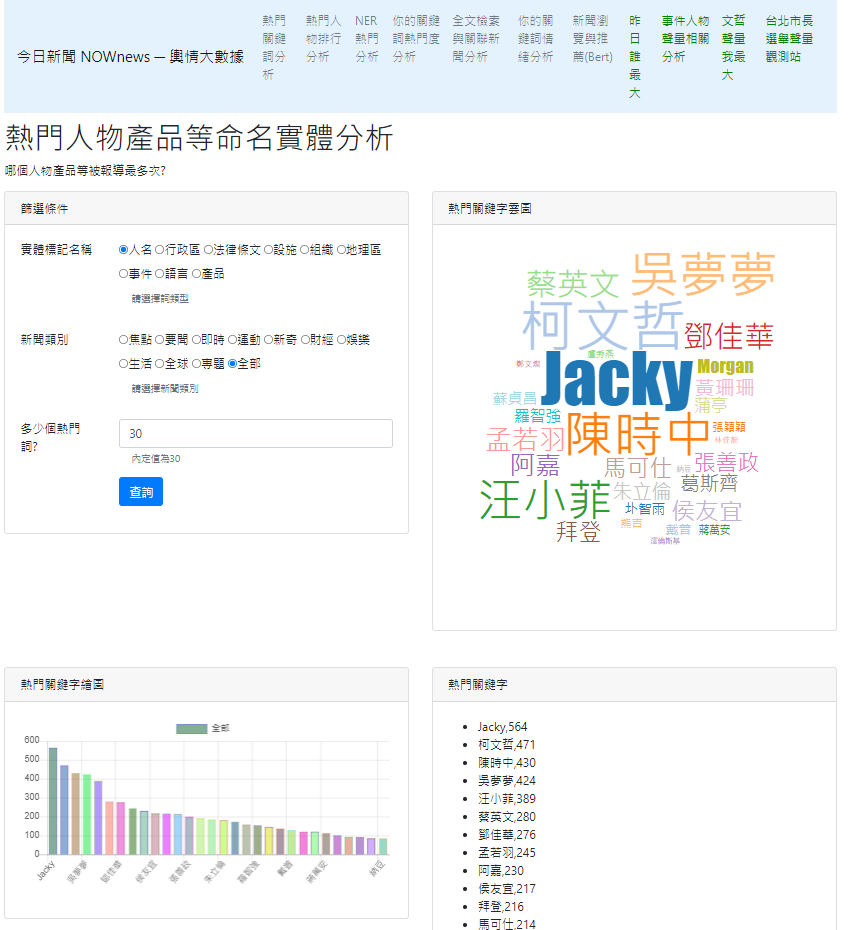 今日新聞 NOWnews ─ 輿情大數據
熱門
關鍵
詞分
析
熱門人
物排行
分析
NER
熱門
分析
你的關鍵
詞熱門度
分析
全文檢索
與關聯新
聞分析
你的關
鍵詞情
緒分析
新聞瀏
覽與推
薦(Bert)
昨
日
誰
最
大
事件人物
聲量相關
分析
文哲
聲量
我最
大
台北市長
選舉聲量
觀測站
熱門人物產品等命名實體分析
哪個人物產品等被報導最多次?
篩選條件
實體標記名稱
人名 行政區 法律條文 設施 組織 地理區
事件 語言 產品
請選擇詞類型
新聞類別
焦點 要聞 即時 運動 新奇 財經 娛樂
生活 全球 專題 全部
請選擇新聞類別
多少個熱門
詞?
30
內定值為30
查詢
熱門關鍵字雲圖
蔡英文
吳夢夢
柯文哲
鄧佳華
盧秀燕
鄭文燦
Jacky
Morgan
黃珊珊
蘇貞昌
蒲亭
羅智強
陳時中
張穎穎
孟若羽
林佳龍
阿嘉
馬可仕
納豆
張善政
汪小菲
朱立倫
葛斯齊
卦智雨
侯友宜
熊吉
戴普
蔣萬安
拜登
澤倫斯基
熱門關鍵字繪圖
全部
600
500
400
300
200
100
0
Jacky
吳夢夢
鄧佳華
侯友宜
張善政
朱立倫
羅智強
戴普
蔣萬安
納豆
熱門關鍵字
Jacky,564
柯文哲,471
陳時中,430
吳夢夢,424
汪小菲,389
蔡英文,280
鄧佳華,276
孟若羽,245
阿嘉,230
侯友宜,217
拜登,216
馬可仕,214